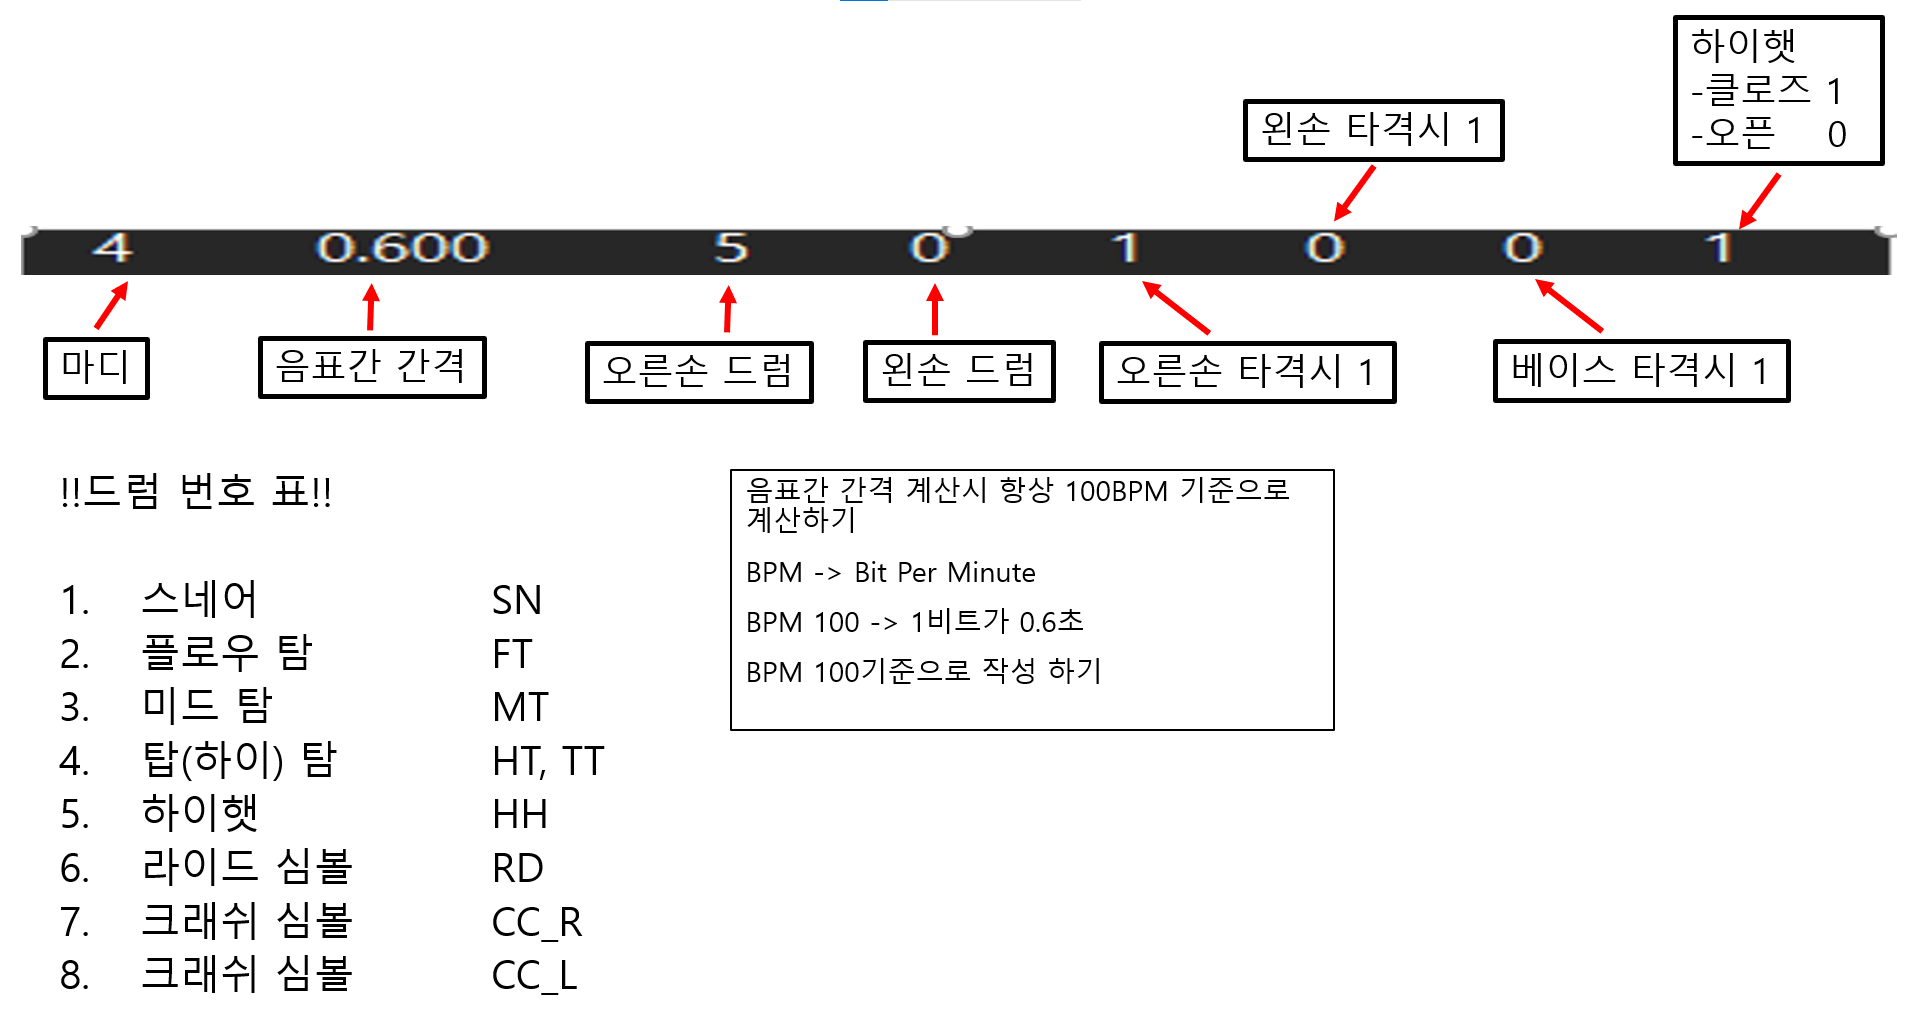 하이햇
-클로즈 1
-오픈 0
왼손 타격시 1
4 0.600 5 0 1 0 0 1
마디
음표간 간격
오른손 드럼
왼손 드럼
오른손 타격시 1
베이스 타격시 1
!!드럼 번호 표!!
1. 스네어 SN
2. 플로우 탐 FT
3. 미드 탐 MT
4. 탑(하이) 탐 HT, TT
5. 하이햇 HH
6. 라이드 심볼 RD
7. 크래쉬 심볼 CC_R
8. 크래쉬 심볼 CC_L
음표간 간격 계산시 항상 100BPM 기준으로
계산하기
BPM -> Bit Per Minute
BPM 100 -> 1비트가 0.6초
BPM 100기준으로 작성 하기